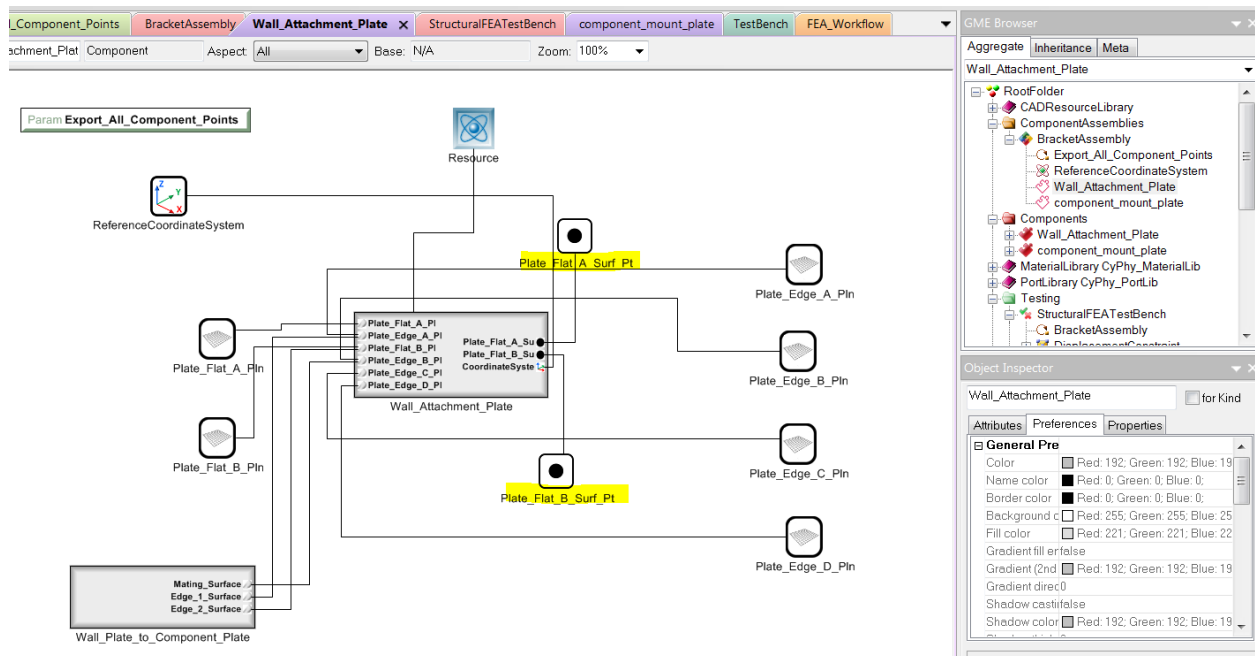 l_Component_Points
BracketAssembly
Wall_Attachment_Plate
StructuralFEATestBench
component_mount_plate
TestBench
FEA_Workflow
achment_Plat
Component
Aspect:
All
Base:
N/A
Zoom:
100%
Param Export_All_Component_Points
Resource
ReferenceCoordinateSystem
Plate_Flat_A_Surf_Pt
Plate_Edge_A_Pln
Plate_Flat_A_Pl
Plate_Edge_A_Pl
Plate_Flat_B_Pl
Plate_Edge_B_Pl
Plate_Edge_C_Pl
Plate_Edge_D_Pl
Plate_Flat_A_Su
Plate_Flat_B_Su
CoordinateSyste
Wall_Attachment_Plate
Plate_Flat_A_Pln
Plate_Edge_B_Pln
Plate_Flat_B_Pln
Plate_Edge_C_Pln
Plate_Flat_B_Surf_Pt
Plate_Edge_D_Pln
Mating_Surface
Edge_1_Surface
Edge_2_Surface
Wall_Plate_to_Component_Plate
GME Browser
Aggregate
Inheritance
Meta
Wall_Attachment_Plate
RootFolder
CADResourceLibrary
ComponentAssemblies
BracketAssembly
Export_All_Component_Points
ReferenceCoordinateSystem
Wall_Attachment_Plate
component_mount_plate
Components
Wall_Attachment_Plate
component_mount_plate
MaterialLibrary CyPhy_MaterialLib
PortLibrary CyPhy_PortLib
Testing
StructuralFEATestBench
BracketAssembly
DisplacementConstraint
Object Inspector
Wall_Attachment_Plate
for Kind
Attributes
Preferences
Properties
General Pre
Color
Red: 192; Green: 192; Blue: 19
Name color
Red: 0; Green: 0; Blue: 0;
Border color
Red: 0; Green: 0; Blue: 0;
Background c
Red: 255; Green: 255; Blue: 25
Fill color
Red: 221; Green: 221; Blue: 22
Gradient fill er
false
Gradient (2nd
Red: 192; Green: 192; Blue: 19
Gradient direc
0
Shadow casti
false
Shadow color
Red: 192; Green: 192; Blue: 19